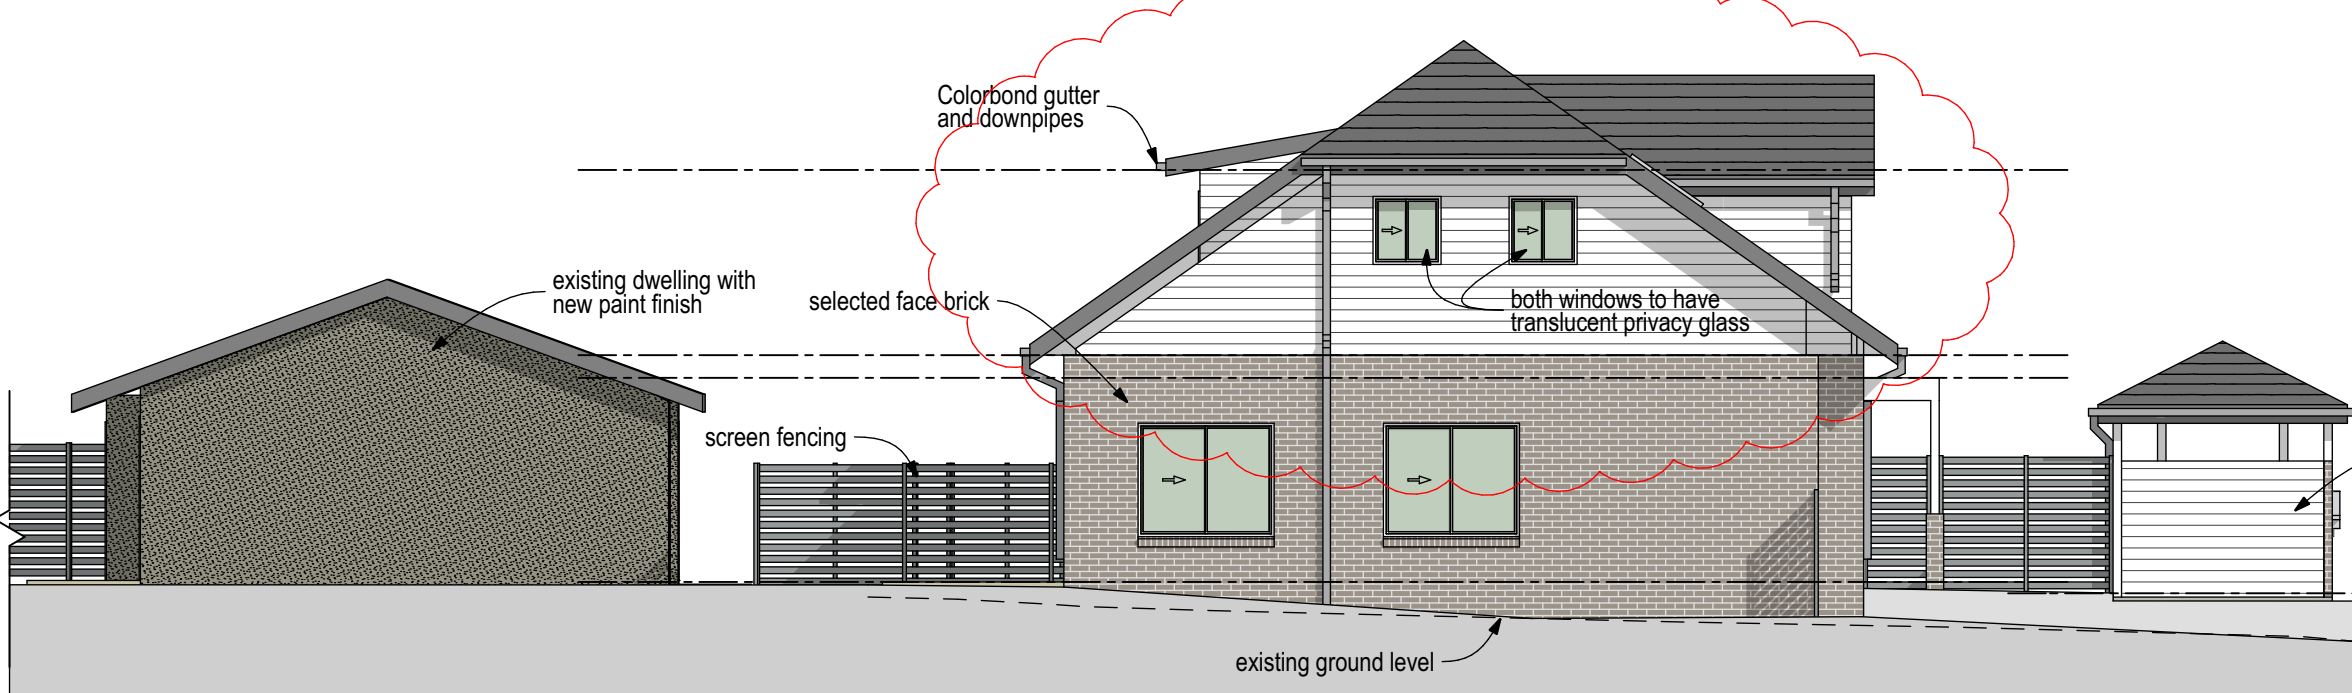 Colorbond gutter
and downpipes
existing dwelling with
new paint finish
selected face brick
both windows to have
translucent privacy glass
screen fencing
existing ground level